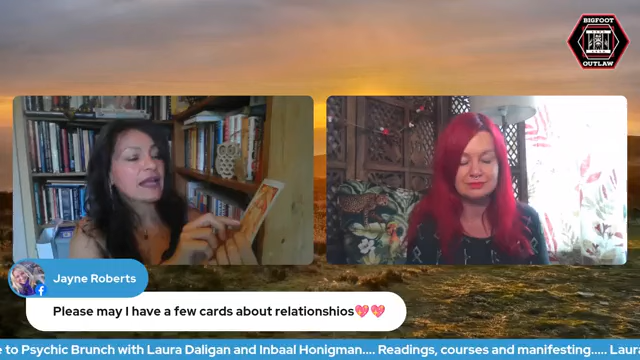 BIGFOOT
OUTLAW
Jayne Roberts
Please may I have a few cards about relationshios💖💖
e to Psychic Brunch with Laura Daligan and Inbaal Honigman.... Readings, courses and manifesting..... Laur